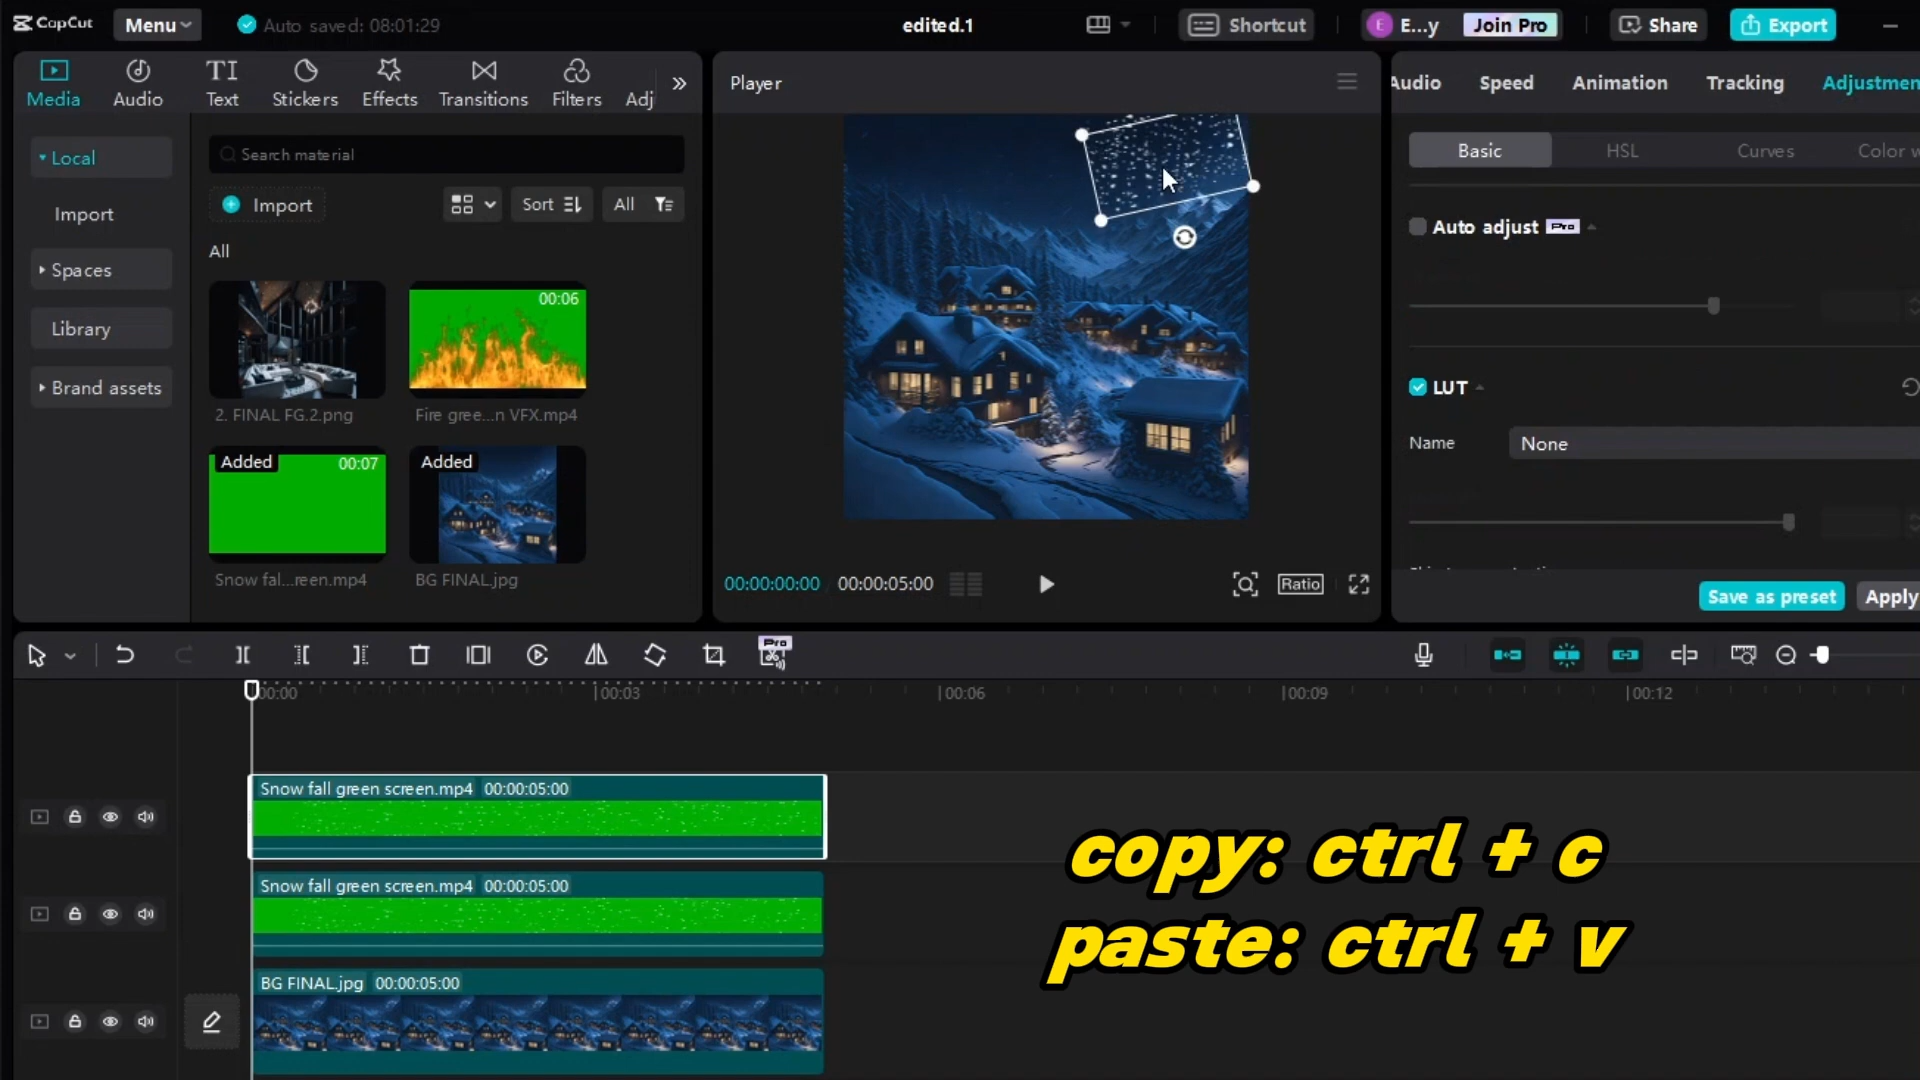 CapCut
Menu
Auto saved: 08:01:29
edited.1
Shortcut
E
E...y
Join Pro
Share
Export
Media
Audio
Text
Stickers
Effects
Transitions
Filters
Adj
Local
Import
Spaces
Library
Brand assets
Search material
Import
Sort
All
All
00:06
2. FINAL FG.2.png
Fire gree...n VFX.mp4
Added
00:07
Added
Snow fal...reen.mp4
BG FINAL.jpg
Player
00:00:00:00
00:00:05:00
Ratio
Audio
Speed
Animation
Tracking
Adjustmen
Basic
HSL
Curves
Color w
Auto adjust
Pro
LUT
Name
None
Save as preset
Apply
Pro
00:00
00:03
00:06
00:09
00:12
Snow fall green screen.mp4 00:00:05:00
Snow fall green screen.mp4 00:00:05:00
BG FINAL.jpg 00:00:05:00
copy: ctrl + c
paste: ctrl + v